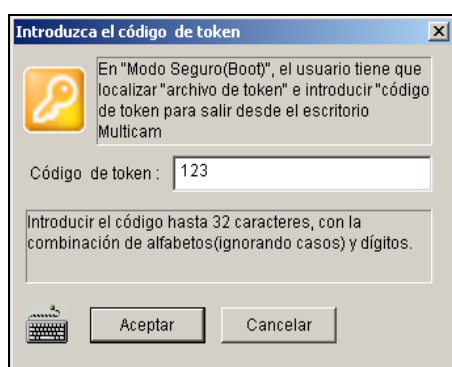 Introduzca el código de token
En "Modo Seguro(Boot)", el usuario tiene que
localizar "archivo de token" e introducir "código
de token para salir desde el escritorio
Multicam
Código de token : 123
Introducir el código hasta 32 caracteres, con la
combinación de alfabetos(ignorando casos) y dígitos.
Aceptar Cancelar